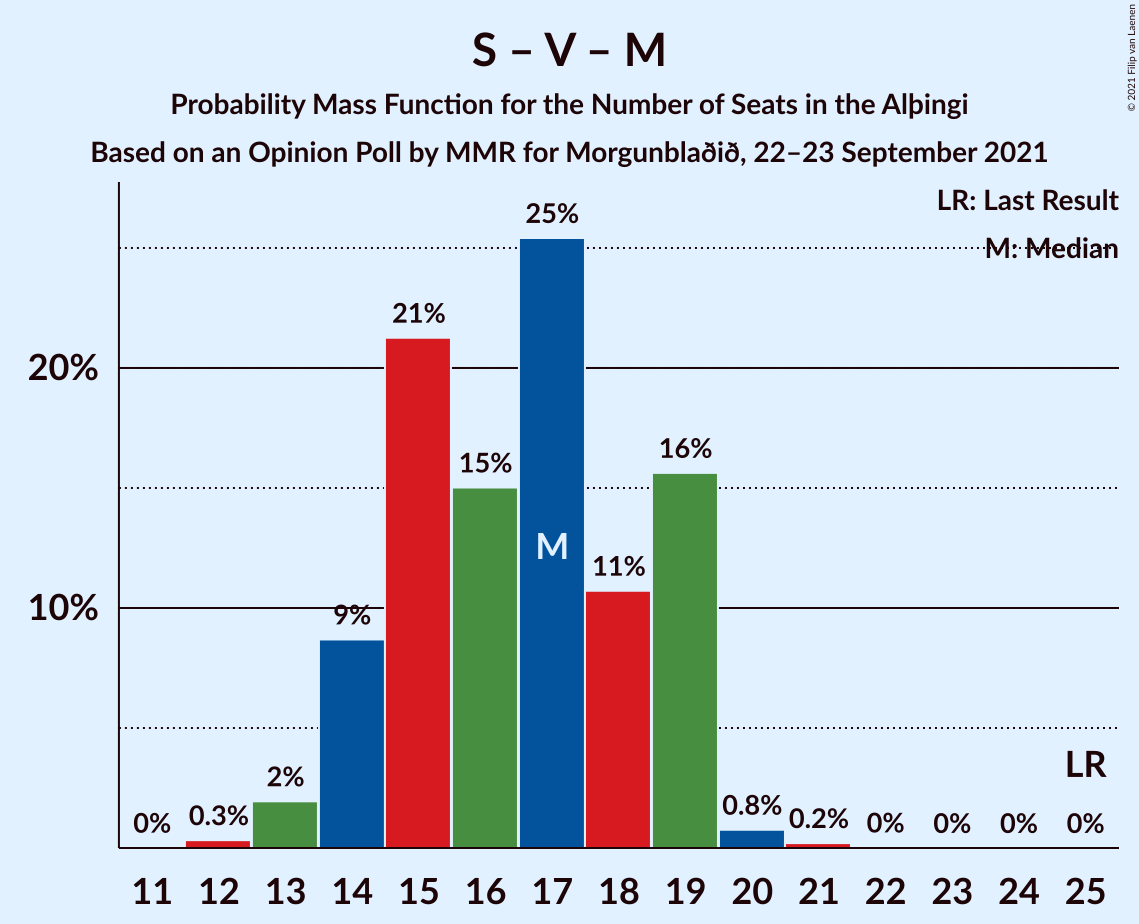 S – V – M
Probability Mass Function for the Number of Seats in the Alþingi
Based on an Opinion Poll by MMR for Morgunblaðið, 22–23 September 2021
© 2021 Filip van Laenen
LR: Last Result
M: Median
25%
21%
20%
16%
15%
M
11%
10%
9%
LR
2%
0% 0.3% 0.8% 0.2% 0% 0% 0% 0%
11 12 13 14 15 16 17 18 19 20 21 22 23 24 25